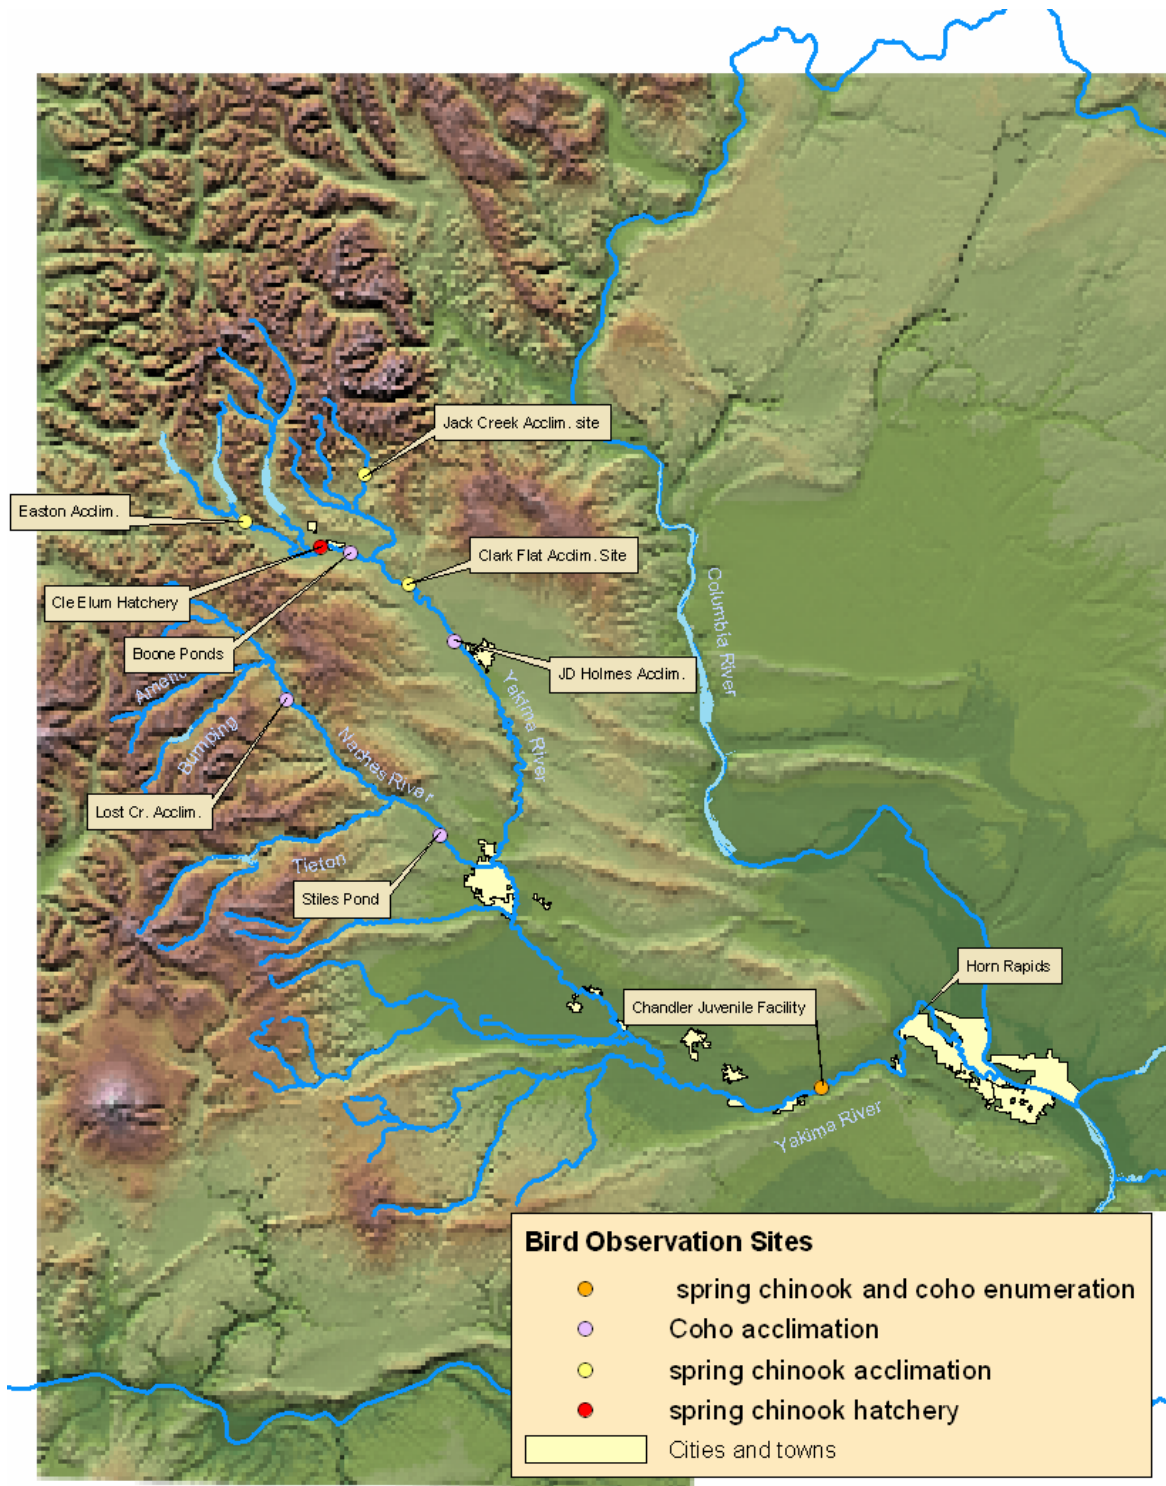 Jack Creek Acclim. site
Easton Acclim.
Clark Flat Acclim. Site
Cle Elum Hatchery
Boone Ponds
JD Holmes Acclim.
Columbia River
Yakima River
Bumping
Naches River
Lost Cr. Acclim.
Tieton
Stiles Pond
Horn Rapids
Chandler Juvenile Facility
Yakima River
Bird Observation Sites
spring chinook and coho enumeration
Coho acclimation
spring chinook acclimation
spring chinook hatchery
Cities and towns